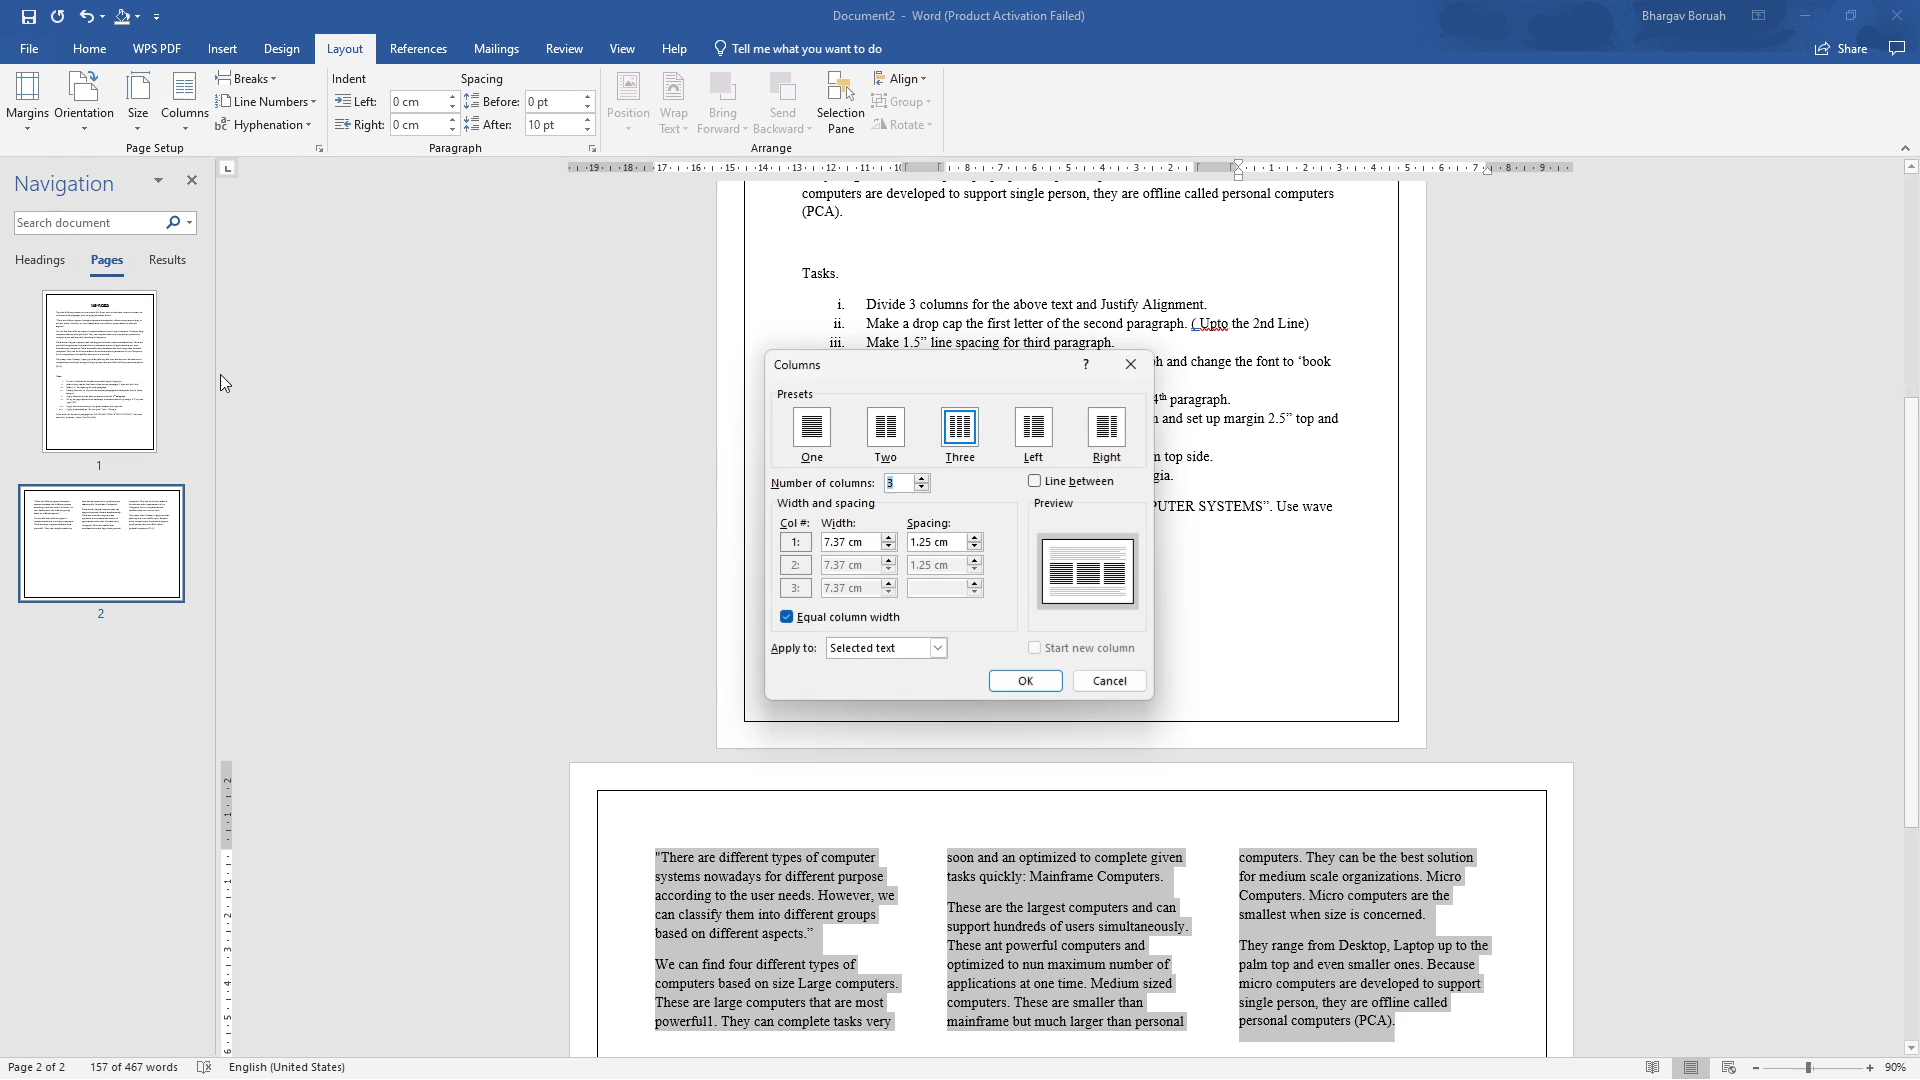 Document2 - Word (Product Activation Failed)
Bhargav Boruah
File Home WPS PDF Insert Design Layout References Mailings Review View Help Tell me what you want to do
Share
Margins Orientation Size Columns
Breaks
Line Numbers
Hyphenation
Page Setup
Indent
Left: 0 cm
Right: 0 cm
Spacing
Before: 0 pt
After: 10 pt
Paragraph
Position
Wrap Text
Bring Forward
Send Backward
Selection Pane
Align
Group
Rotate
Arrange
Navigation
Search document
Headings Pages Results
1
2
computers are developed to support single person, they are offline called personal computers
(PCA).
Tasks.
i. Divide 3 columns for the above text and Justify Alignment.
ii. Make a drop cap the first letter of the second paragraph. ( Upto the 2nd Line)
iii. Make 1.5” line spacing for third paragraph.
and change the font to ‘book
4th paragraph.
and set up margin 2.5” top and
top side.
PUTER SYSTEMS”. Use wave
Columns
?
Presets
One Two Three Left Right
Number of columns: 3
Line between
Width and spacing
Preview
Col #: Width: Spacing:
1: 7.37 cm 1.25 cm
2: 7.37 cm 1.25 cm
3: 7.37 cm
Equal column width
Apply to: Selected text
Start new column
OK Cancel
"There are different types of computer
systems nowadays for different purpose
according to the user needs. However, we
can classify them into different groups
based on different aspects.”
We can find four different types of
computers based on size Large computers.
These are large computers that are most
powerful1. They can complete tasks very
soon and an optimized to complete given
tasks quickly: Mainframe Computers.
These are the largest computers and can
support hundreds of users simultaneously.
These ant powerful computers and
optimized to nun maximum number of
applications at one time. Medium sized
computers. These are smaller than
mainframe but much larger than personal
computers. They can be the best solution
for medium scale organizations. Micro
Computers. Micro computers are the
smallest when size is concerned.
They range from Desktop, Laptop up to the
palm top and even smaller ones. Because
micro computers are developed to support
single person, they are offline called
personal computers (PCA).
Page 2 of 2 157 of 467 words English (United States)
90%